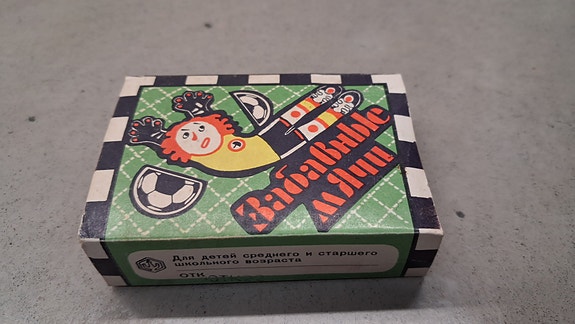 Забавные
мячи
Для детей среднего и старшего
школьного возраста
ОТК